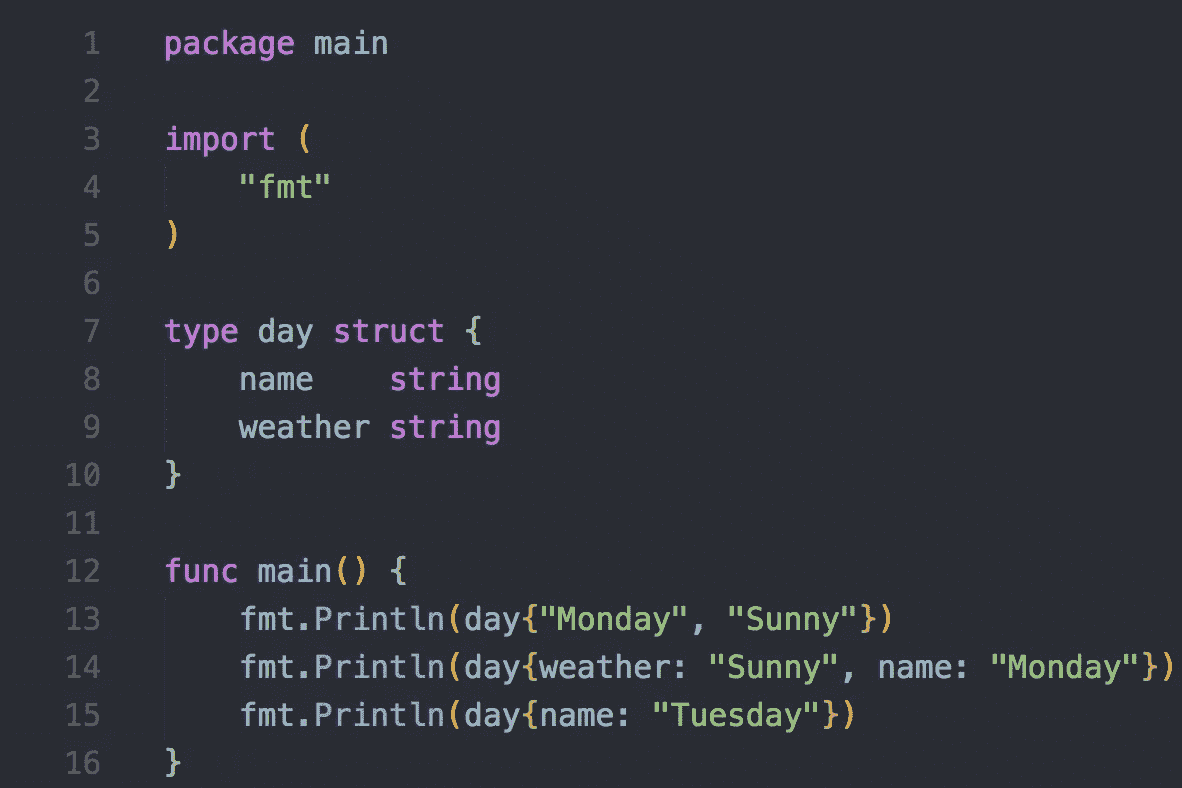 1 package main
2
3 import (
4     "fmt"
5 )
6
7 type day struct {
8     name    string
9     weather string
10 }
11
12 func main() {
13     fmt.Println(day{"Monday", "Sunny"})
14     fmt.Println(day{weather: "Sunny", name: "Monday"})
15     fmt.Println(day{name: "Tuesday"})
16 }